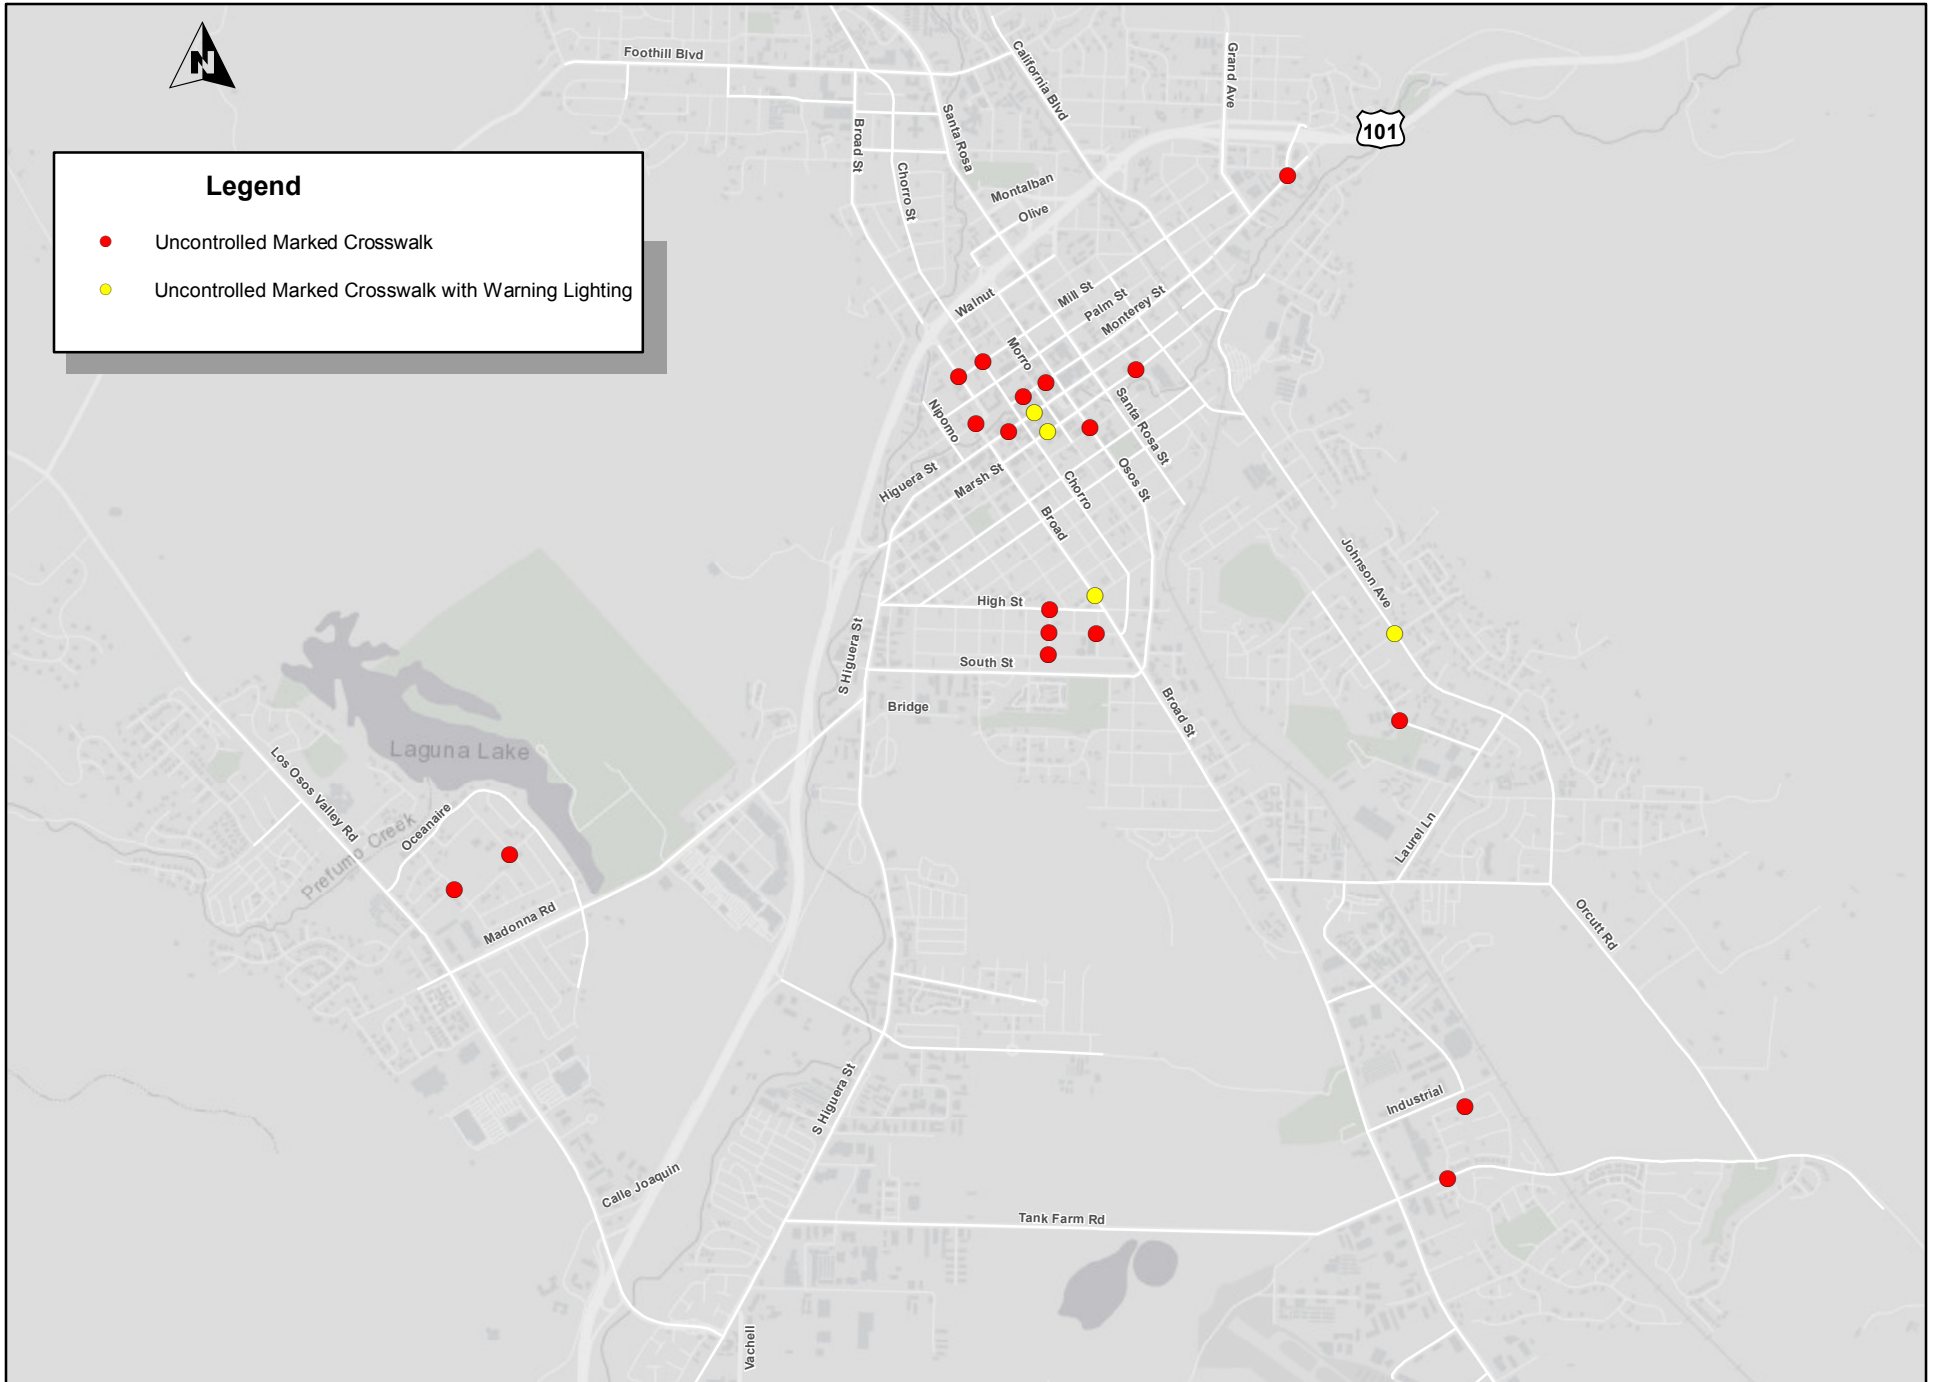 N
Foothill Blvd
California Blvd
Grand Ave
101
Broad St
Santa Rosa
Chorro St
Montalban
Olive
Legend
Uncontrolled Marked Crosswalk
Uncontrolled Marked Crosswalk with Warning Lighting
Walnut
Mill St
Palm St
Monterey St
Morro
Nipomo
Santa Rosa St
Higuera St
Marsh St
Chorro
Osos St
Broad
Johnson Ave
High St
S Higuera St
South St
Bridge
Broad St
Laguna Lake
Los Osos Valley Rd
Oceanaire
Prefumo Creek
Laurel Ln
Madonna Rd
Orcutt Rd
S Higuera St
Industrial
Calle Joaquin
Tank Farm Rd
Vachell